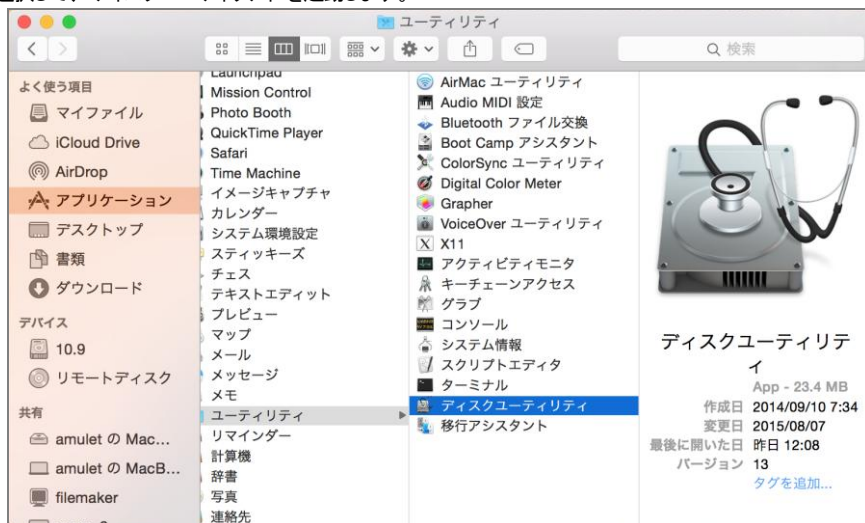 ユーティリティ
検索
よく使う項目
マイファイル
iCloud Drive
AirDrop
アプリケーション
デスクトップ
書類
ダウンロード
デバイス
10.9
リモートディスク
共有
amulet の Mac...
amulet の MacB...
filemaker
Launchpad
Mission Control
Photo Booth
QuickTime Player
Safari
Time Machine
イメージキャプチャ
カレンダー
システム環境設定
スティッキーズ
チェス
テキストエディット
プレビュー
マップ
メール
メッセージ
メモ
ユーティリティ
リマインダー
計算機
辞書
写真
連絡先
AirMac ユーティリティ
Audio MIDI 設定
Bluetooth ファイル交換
Boot Camp アシスタント
ColorSync ユーティリティ
Digital Color Meter
Grapher
VoiceOver ユーティリティ
X11
アクティビティモニタ
キーチェーンアクセス
グラブ
コンソール
システム情報
スクリプトエディタ
ターミナル
ディスクユーティリティ
移行アシスタント
ディスクユーティリテ
ィ
App - 23.4 MB
作成日 2014/09/10 7:34
変更日 2015/08/07
最後に開いた日 昨日 12:08
バージョン 13
タグを追加...